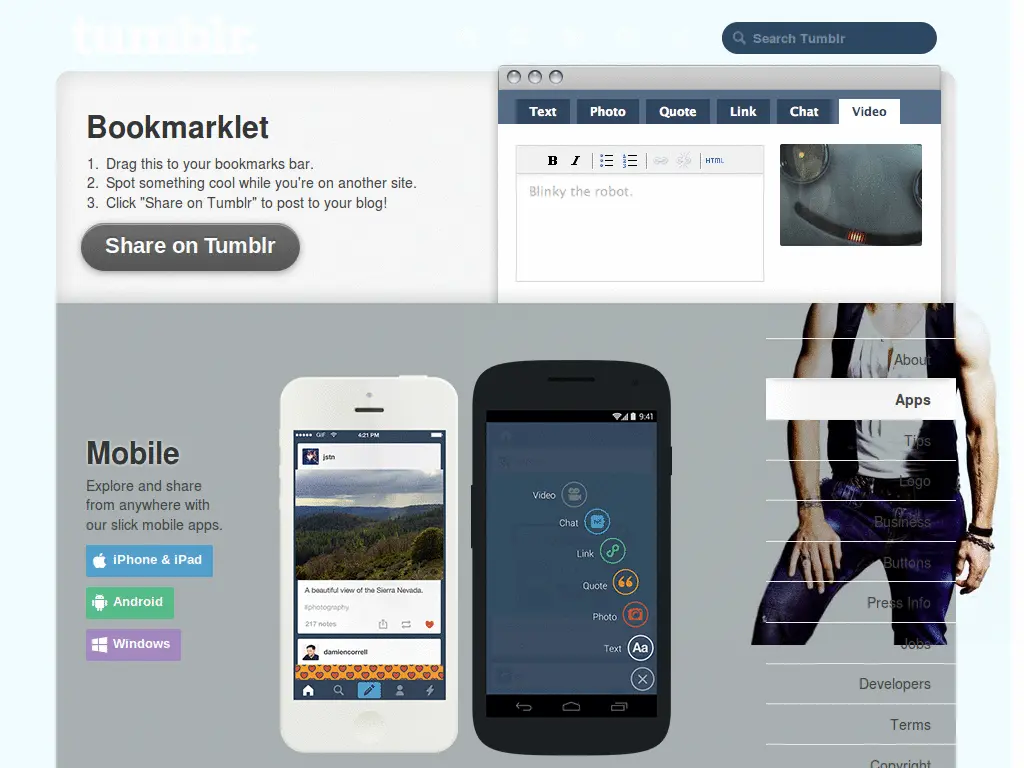 tumblr.
Search Tumblr
Bookmarklet
1. Drag this to your bookmarks bar.
2. Spot something cool while you're on another site.
3. Click "Share on Tumblr" to post to your blog!
Share on Tumblr
Text Photo Quote Link Chat Video
B I HTML
Blinky the robot.
About
Apps
Tips
Logo
Business
Buttons
Press Info
Jobs
Developers
Terms
Copyright
Mobile
Explore and share
from anywhere with
our slick mobile apps.
iPhone & iPad
Android
Windows
GIF 4:21 PM
jstn
A beautiful view of the Sierra Nevada.
#photography
217 notes
damiencorrell
9:41
Video
Chat
Link
Quote
Photo
Text Aa